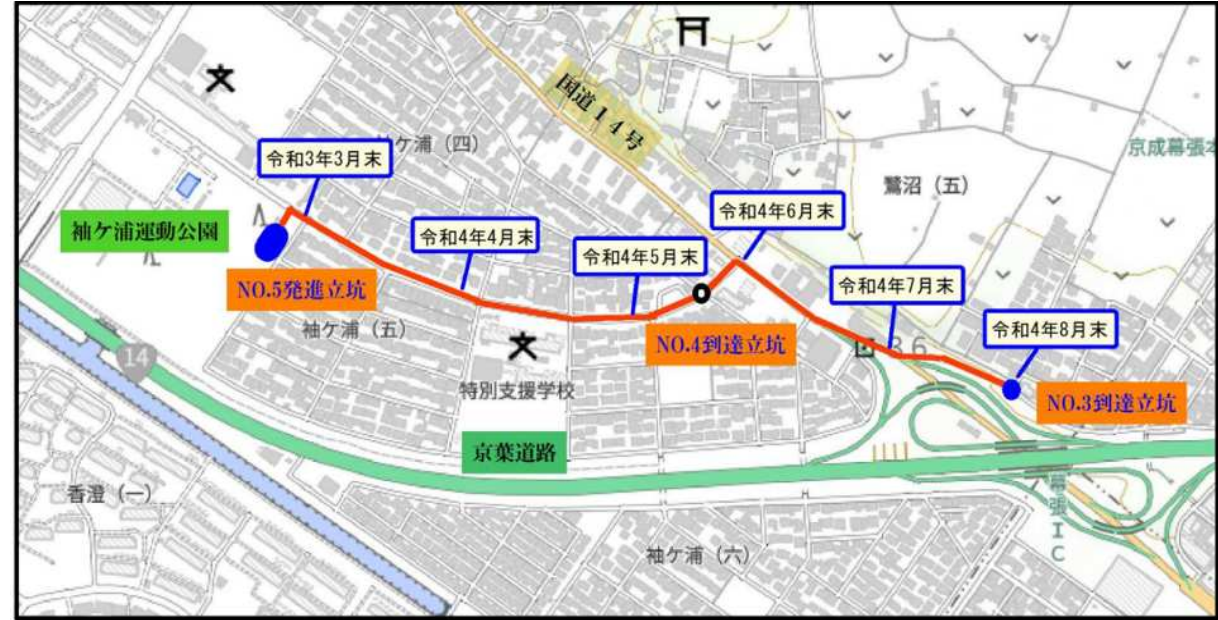 国道14号
ケ浦（四）
令和3年3月末
京成幕張本
鷺沼（五）
袖ケ浦運動公園
令和4年4月末
令和4年5月末
令和4年6月末
NO.5発進立坑
令和4年7月末
袖ケ浦（五）
NO.4到達立坑
36
令和4年8月末
14
特別支援学校
NO.3到達立坑
京葉道路
香澄（一）
幕張IC
袖ケ浦（六）